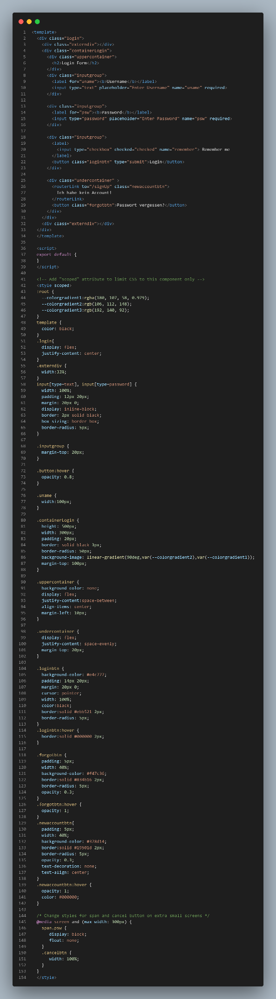 1 <template>
2 <div class="login">
3 <div class="externdiv"></div>
4 <div class="containerLogin">
5 <div class="uppercontainer">
6 <h2>Login Form</h2>
7 </div>
8 <div class="inputgroup">
9 <label for="uname"><b>Username</b></label>
10 <input type="text" placeholder="Enter Username" name="uname" required>
11 </div>
12
13 <div class="inputgroup">
14 <label for="psw"><b>Password</b></label>
15 <input type="password" placeholder="Enter Password" name="psw" required>
16 </div>
17
18 <div class="inputgroup">
19 <label>
20 <input type="checkbox" checked="checked" name="remember"> Remember me
21 </label>
22 <button class="loginbtn" type="submit">Login</button>
23 </div>
24
25 <div class="undercontainer" >
26 <routerLink to="/signUp" class="newaccountbtn">
27 Ich habe kein Account!
28 </routerLink>
29 <button class="forgotbtn">Passwort vergessen?</button>
30 </div>
31 </div>
32 <div class="externdiv"></div>
33 </div>
34 </template>
35
36 <script>
37 export default {
38 }
39 </script>
40
41 <!-- Add "scoped" attribute to limit CSS to this component only -->
42 <style scoped>
43 :root {
44 --colorgradient1:rgba(180, 107, 58, 0.979);
45 --colorgradient2:rgb(106, 112, 148);
46 --colorgradient3:rgb(192, 140, 92);
47 }
48 template {
49 color: black;
50 }
51 .login{
52 display: flex;
53 justify-content: center;
54 }
55 .externdiv {
56 width:33%;
57 }
58 input[type=text], input[type=password] {
59 width: 100%;
60 padding: 12px 20px;
61 margin: 20px 0;
62 display: inline-block;
63 border: 2px solid black;
64 box-sizing: border-box;
65 border-radius: 5px;
66 }
67
68 .inputgroup {
69 margin-top: 20px;
70 }
71
72 .button:hover {
73 opacity: 0.8;
74 }
75
76 .uname {
77 width:100px;
78 }
79
80 .containerLogin {
81 height: 500px;
82 width: 300px;
83 padding: 20px;
84 border: solid black 3px;
85 border-radius: 50px;
86 background-image: linear-gradient(90deg,var(--colorgradient2),var(--colorgradient1));
87 margin-top: 100px;
88 }
89
90 .uppercontainer {
91 background-color: none;
92 display: flex;
93 justify-content:space-between;
94 align-items: center;
95 margin-left: 10px;
96 }
97
98 .undercontainer {
99 display: flex;
100 justify-content: space-evenly;
101 margin-top: 20px;
102 }
103
104 .loginbtn {
105 background-color: #e4c777;
106 padding: 14px 20px;
107 margin: 20px 0;
108 cursor: pointer;
109 width: 100%;
110 color:black;
111 border:solid #ebb521 2px;
112 border-radius: 5px;
113 }
114 .loginbtn:hover {
115 border:solid #000000 2px;
116 }
117
118 .forgotbtn {
119 padding: 5px;
120 width: 40%;
121 background-color: #f47c36;
122 border:solid #834b16 2px;
123 border-radius: 5px;
124 opacity: 0.3;
125 }
126 .forgotbtn:hover {
127 opacity: 1;
128 }
129 .newaccountbtn{
130 padding: 5px;
131 width: 40%;
132 background-color: #378d14;
133 border:solid #19501d 2px;
134 border-radius: 5px;
135 opacity: 0.3;
136 text-decoration: none;
137 text-align: center;
138 }
139 .newaccountbtn:hover {
140 opacity: 1;
141 color: #000000;
142 }
143
144 /* Change styles for span and cancel button on extra small screens */
145 @media screen and (max-width: 300px) {
146 span.psw {
147 display: block;
148 float: none;
149 }
150 .cancelbtn {
151 width: 100%;
152 }
153 }
154 </style>